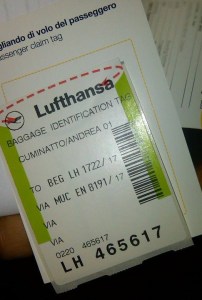 gliando di volo del passeggero
assenger claim tag
Lufthansa
BAGGAGE IDENTIFICATION TAG
CUMINATTO/ANDREA 01
TO BEG LH 1722/17
VIA MUC EN 8191/17
VIA
VIA
0220 465617
LH 465617